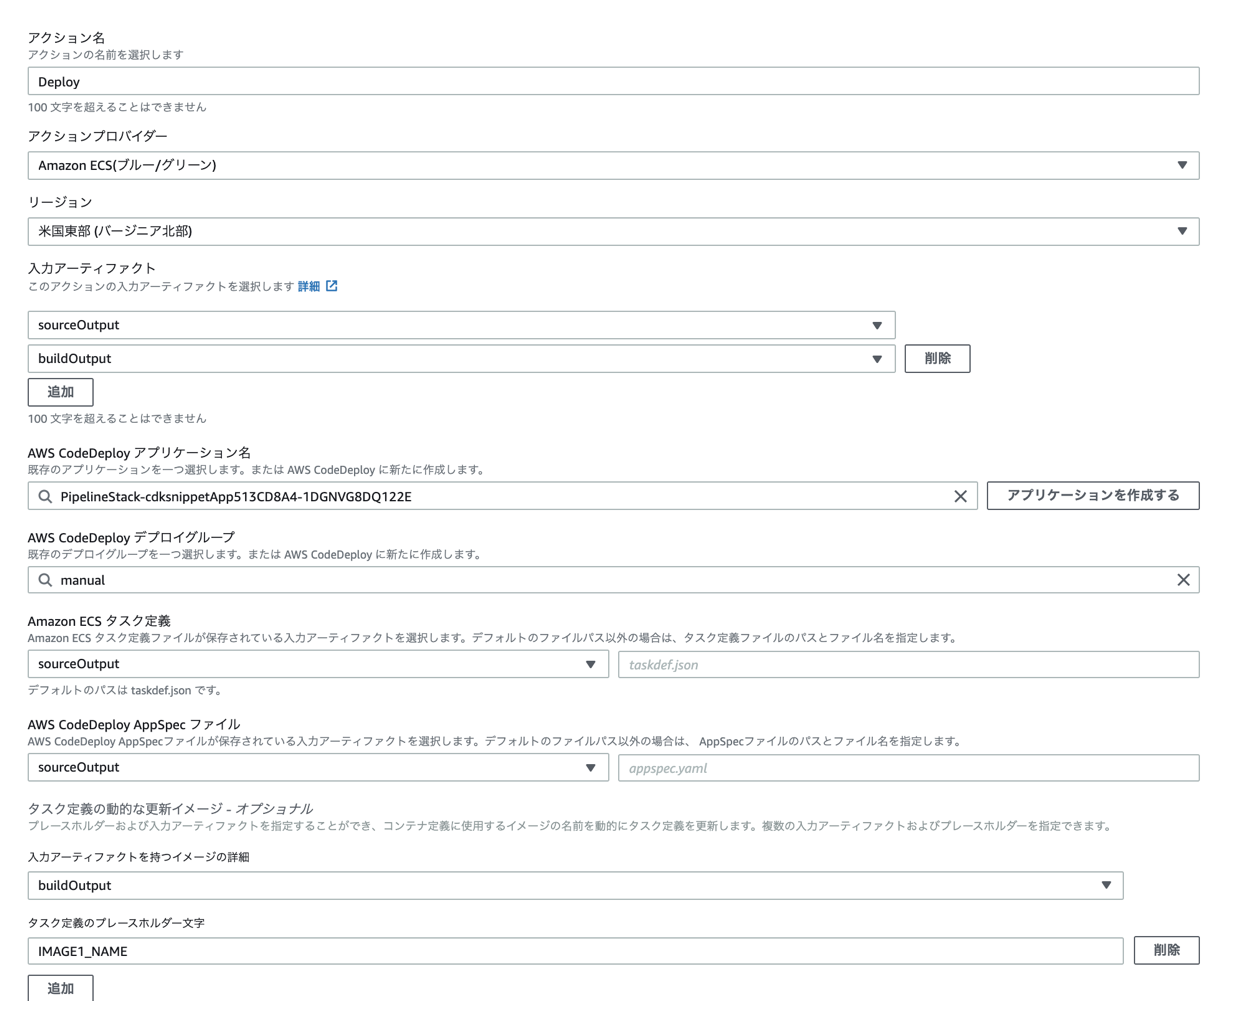 アクション名
アクションの名前を選択します
Deploy
100 文字を超えることはできません
アクションプロバイダー
Amazon ECS(ブルー/グリーン)
リージョン
米国東部 (バージニア北部)
入力アーティファクト
このアクションの入力アーティファクトを選択します 詳細
sourceOutput
buildOutput
削除
追加
100 文字を超えることはできません
AWS CodeDeploy アプリケーション名
既存のアプリケーションを一つ選択します。または AWS CodeDeploy に新たに作成します。
PipelineStack-cdksnippetApp513CD8A4-1DGNVG8DQ122E
アプリケーションを作成する
AWS CodeDeploy デプロイグループ
既存のデプロイグループを一つ選択します。または AWS CodeDeploy に新たに作成します。
manual
Amazon ECS タスク定義
Amazon ECS タスク定義ファイルが保存されている入力アーティファクトを選択します。デフォルトのファイルパス以外の場合は、タスク定義ファイルのパスとファイル名を指定します。
sourceOutput
taskdef.json
デフォルトのパスは taskdef.json です。
AWS CodeDeploy AppSpec ファイル
AWS CodeDeploy AppSpecファイルが保存されている入力アーティファクトを選択します。デフォルトのファイルパス以外の場合は、 AppSpecファイルのパスとファイル名を指定します。
sourceOutput
appspec.yaml
タスク定義の動的な更新イメージ - オプショナル
プレースホルダーおよび入力アーティファクトを指定することができ、コンテナ定義に使用するイメージの名前を動的にタスク定義を更新します。複数の入力アーティファクトおよびプレースホルダーを指定できます。
入力アーティファクトを持つイメージの詳細
buildOutput
タスク定義のプレースホルダー文字
IMAGE1_NAME
削除
追加